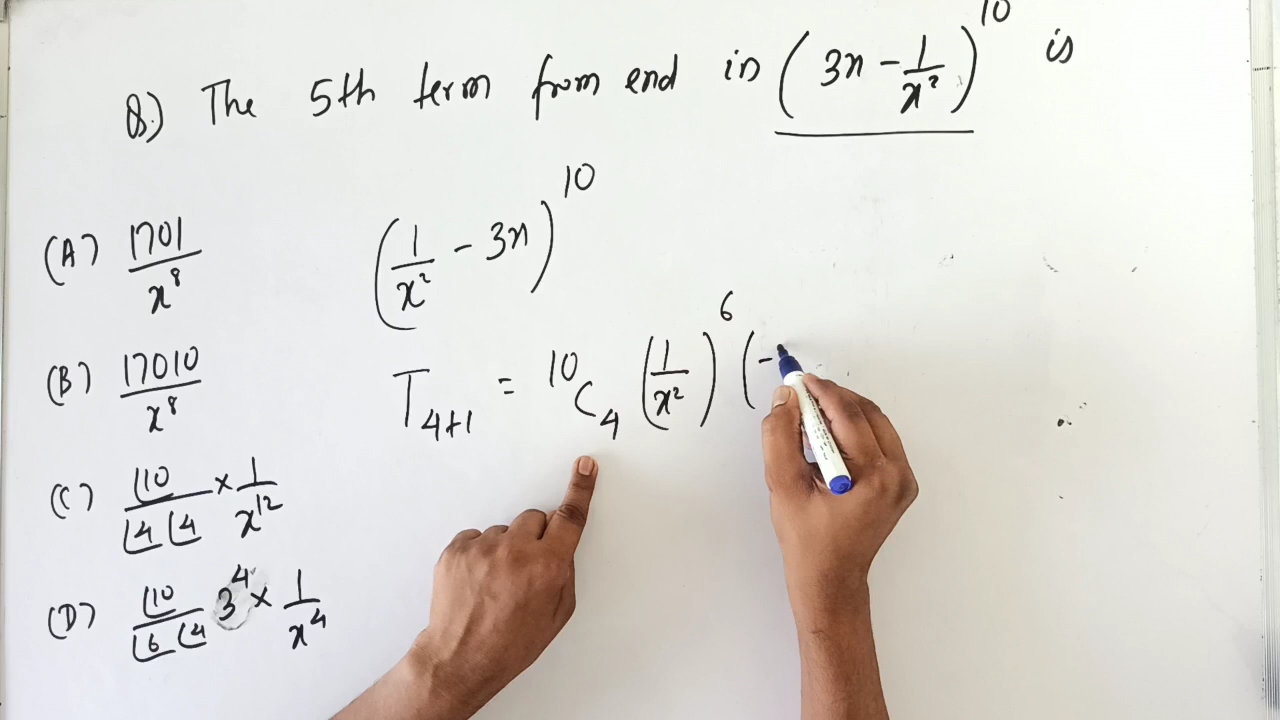 Q.) The 5th term from end in (3x - 1/x²)¹⁰ is
(1/x² - 3x)¹⁰
(A) 1701/x⁸
T₄₊₁ = ¹⁰C₄ (1/x²)⁶ (-
(B) 17010/x⁸
(C) ⌊10/⌊4 ⌊4 × 1/x¹²
(D) ⌊10/⌊6 ⌊4 3⁴ × 1/x⁴